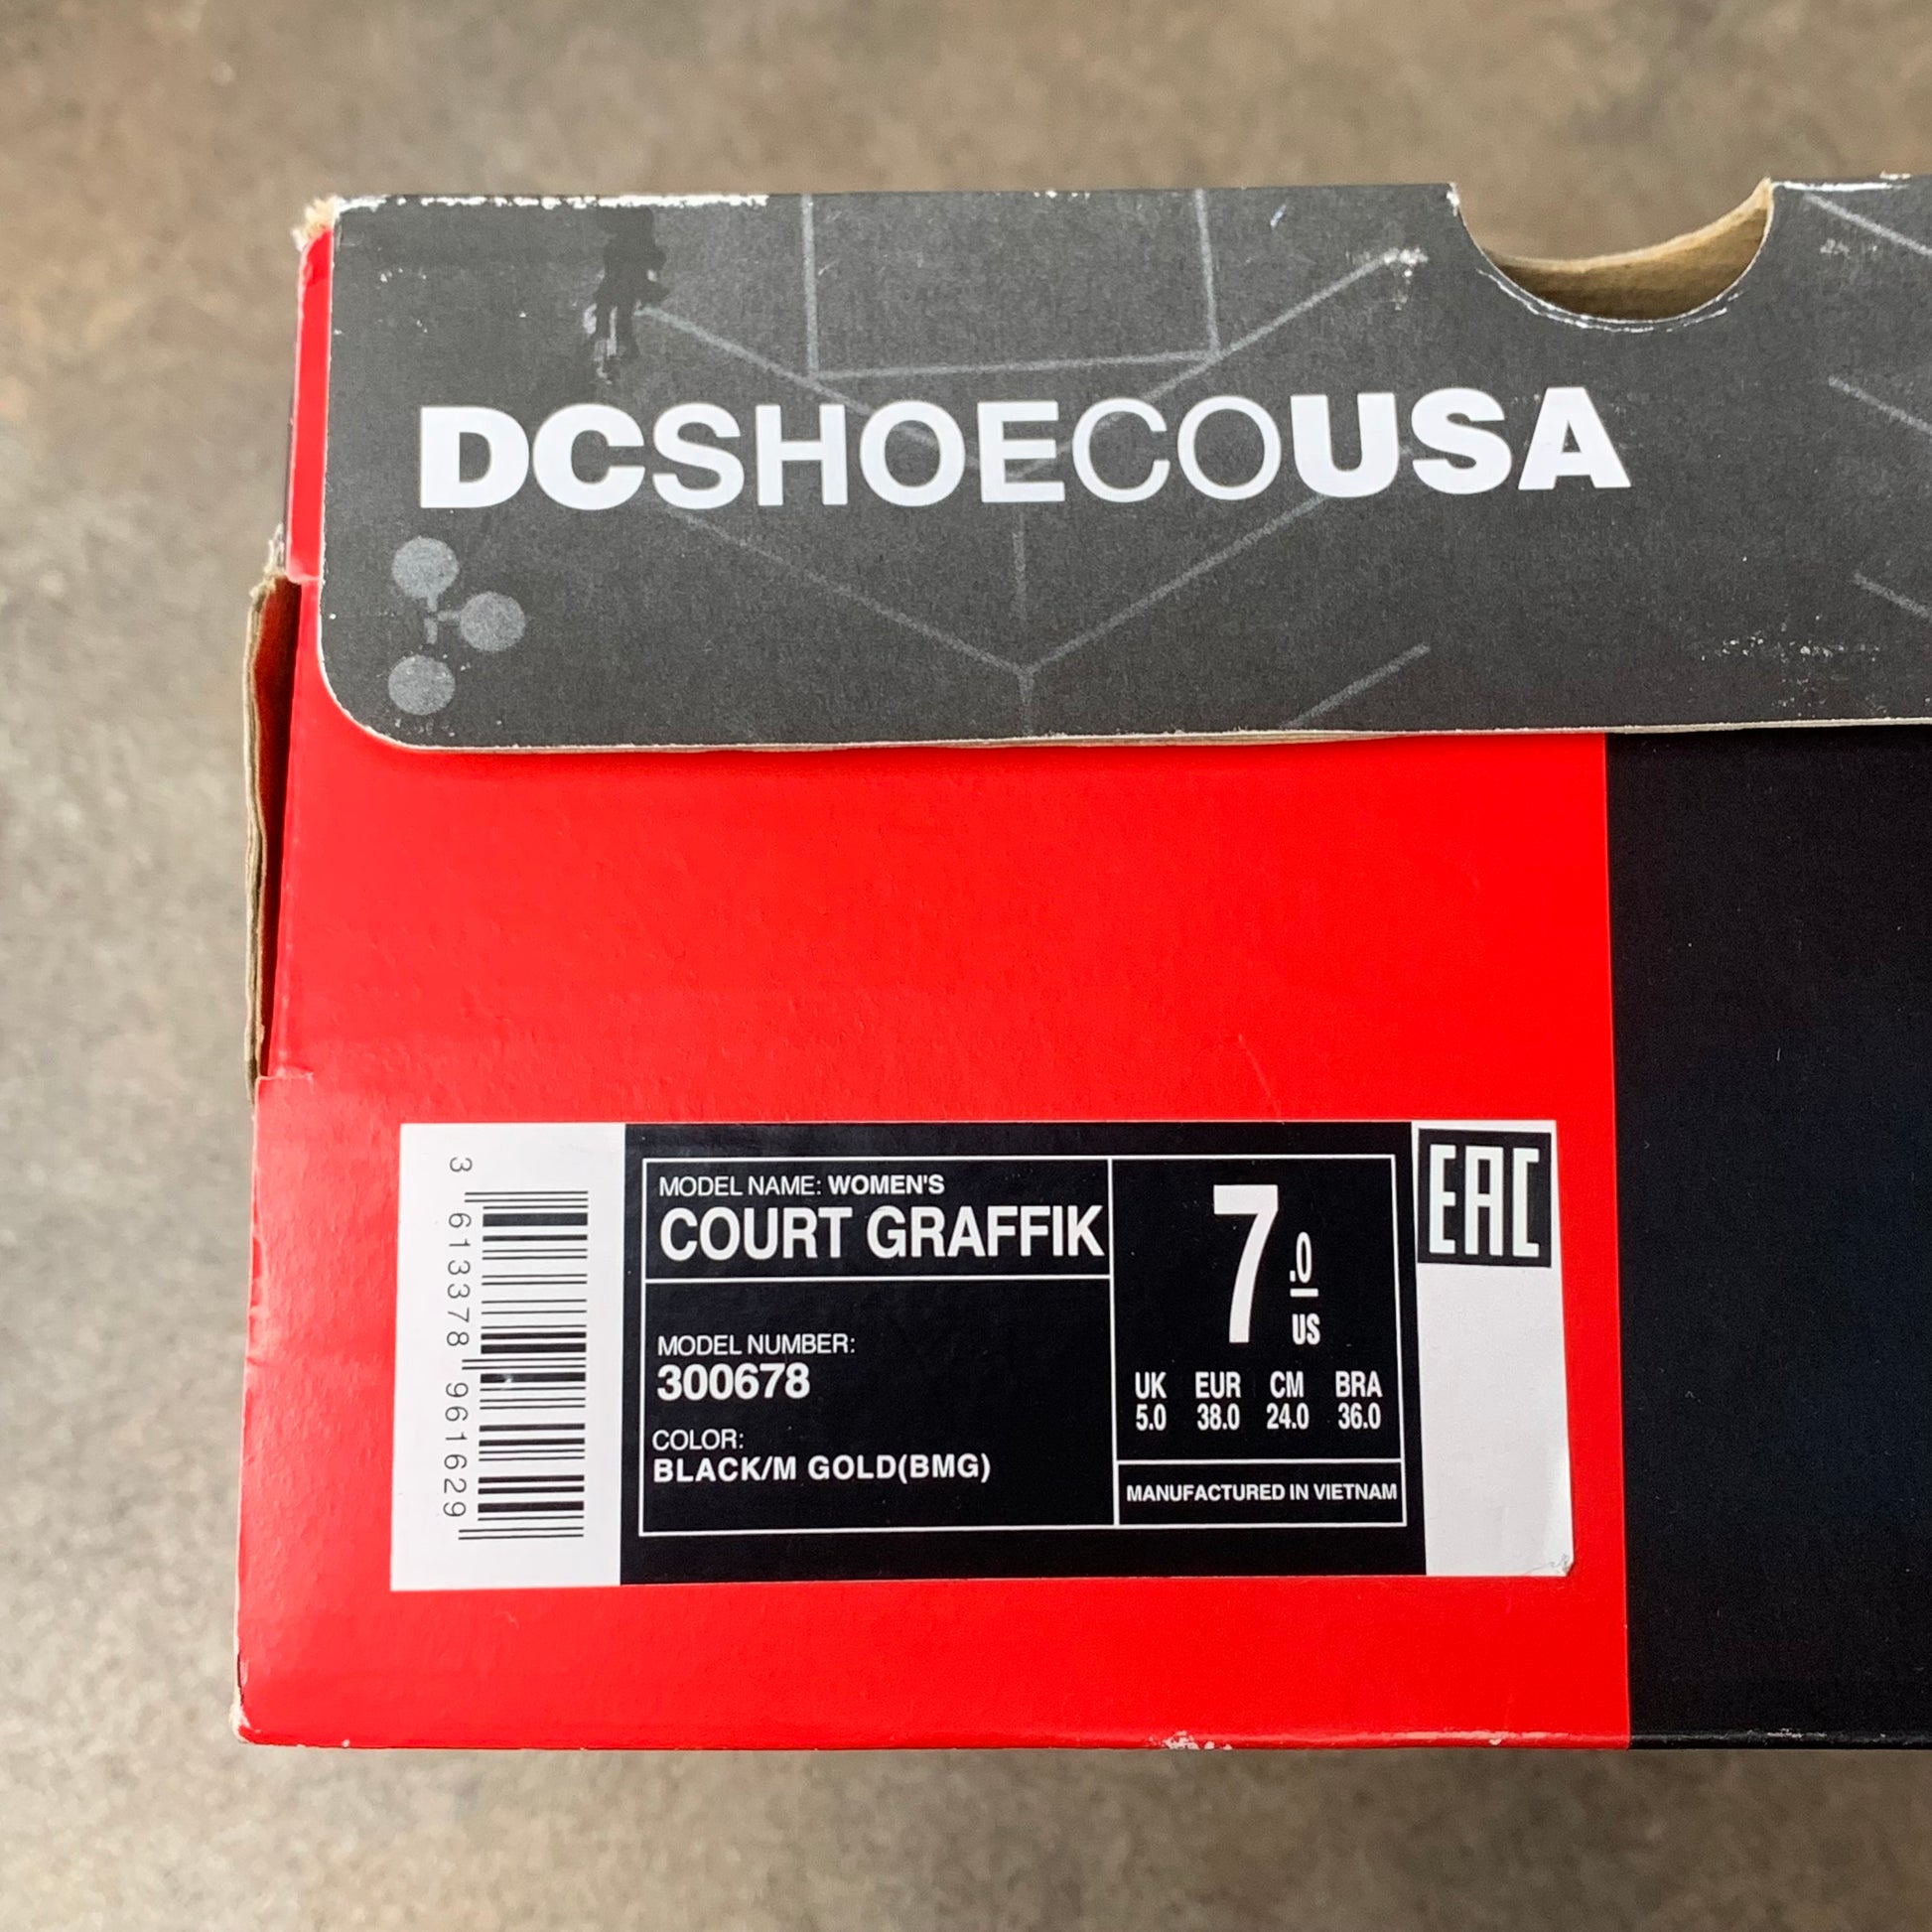 DCSHOECOUSA
3 613378 961629
MODEL NAME: WOMEN'S
COURT GRAFFIK
MODEL NUMBER:
300678
COLOR:
BLACK/M GOLD(BMG)
7.0
US
UK EUR CM BRA
5.0 38.0 24.0 36.0
MANUFACTURED IN VIETNAM
EAC